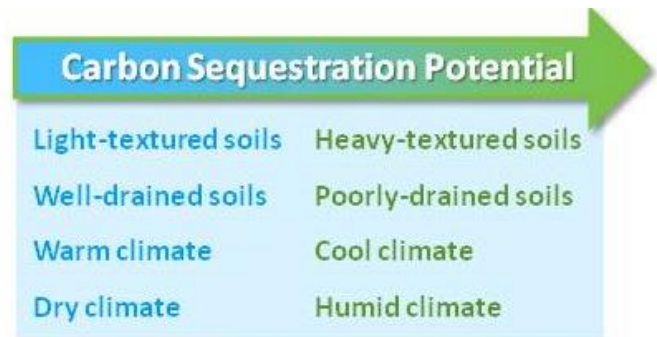 Carbon Sequestration Potential
Light-textured soils Heavy-textured soils
Well-drained soils Poorly-drained soils
Warm climate Cool climate
Dry climate Humid climate